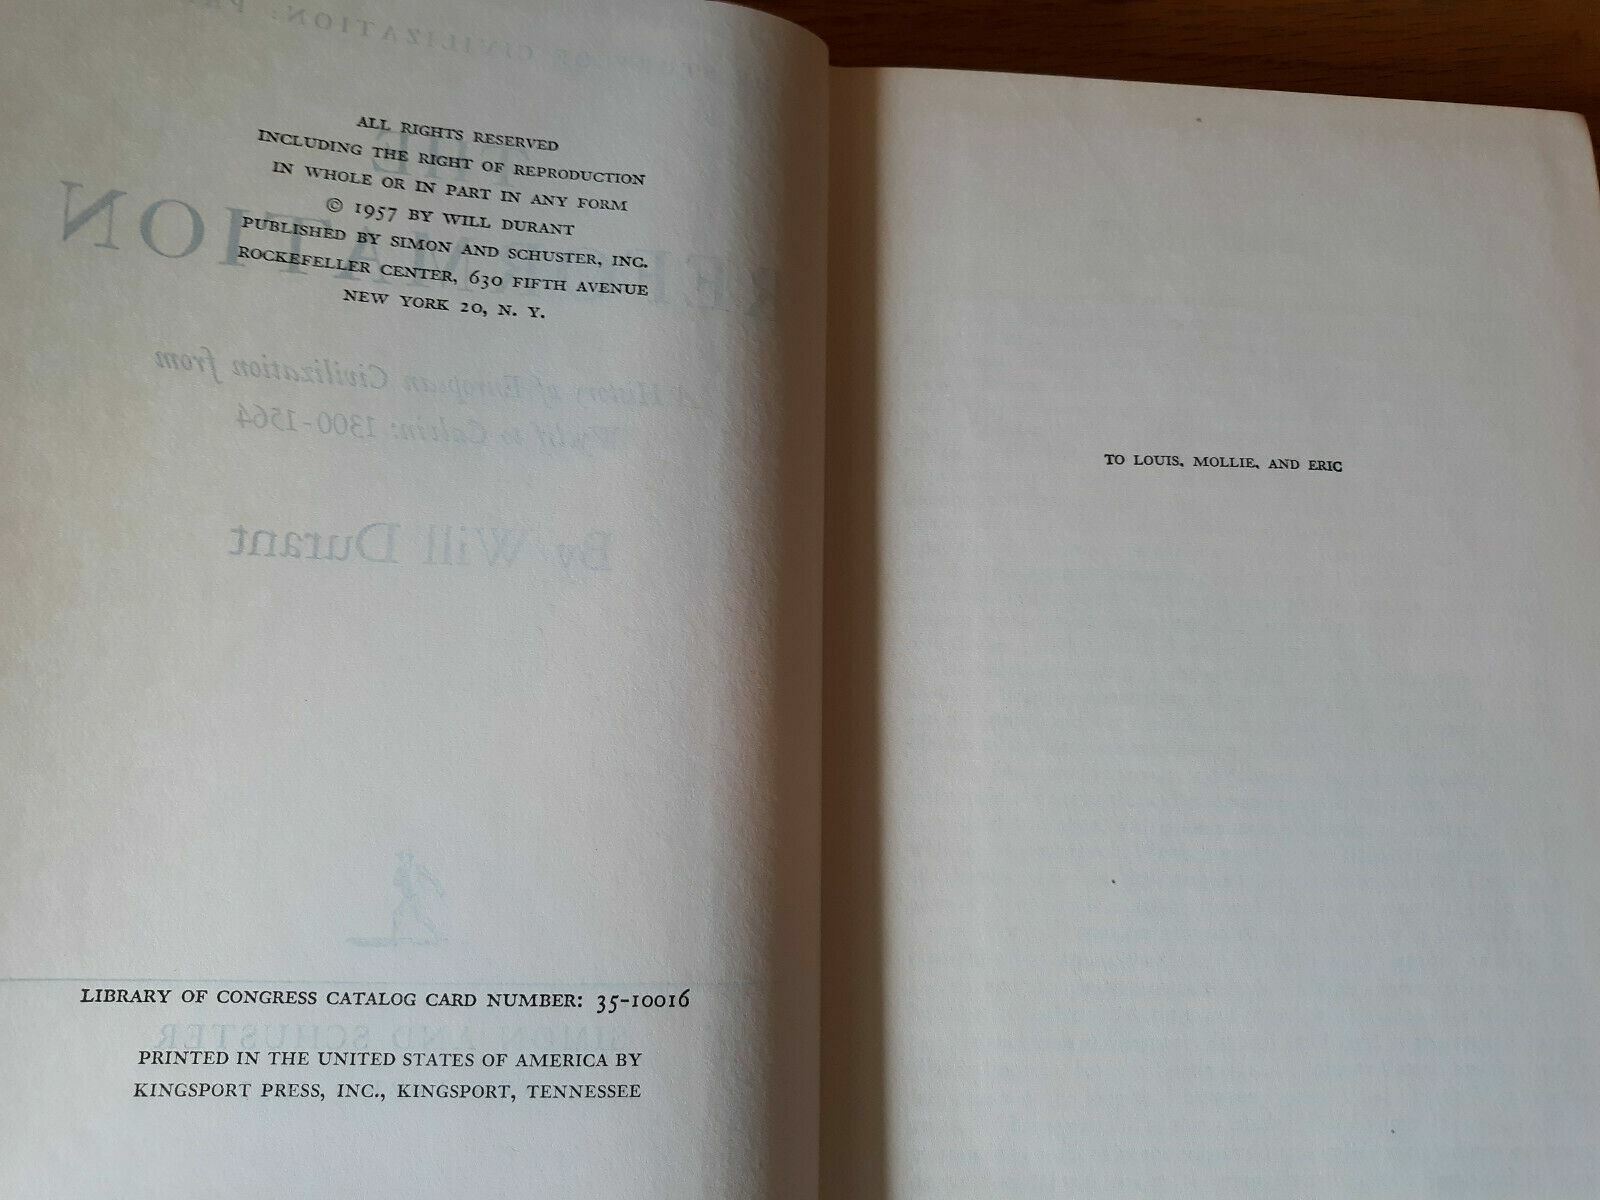 ALL RIGHTS RESERVED
INCLUDING THE RIGHT OF REPRODUCTION
IN WHOLE OR IN PART IN ANY FORM
© 1957 BY WILL DURANT
PUBLISHED BY SIMON AND SCHUSTER, INC.
ROCKEFELLER CENTER, 630 FIFTH AVENUE
NEW YORK 20, N. Y.
LIBRARY OF CONGRESS CATALOG CARD NUMBER: 35-10016
PRINTED IN THE UNITED STATES OF AMERICA BY
KINGSPORT PRESS, INC., KINGSPORT, TENNESSEE
TO LOUIS, MOLLIE, AND ERIC